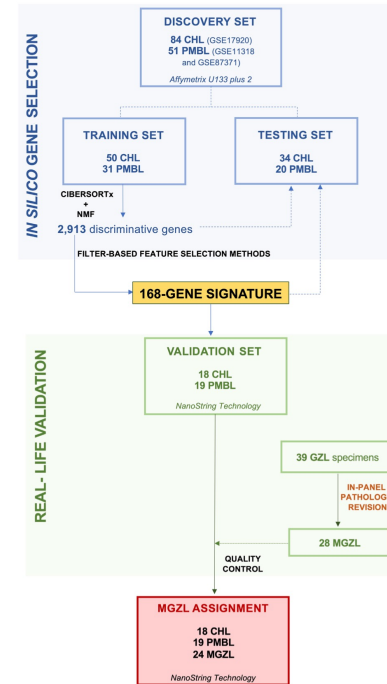 DISCOVERY SET
84 CHL (GSE17920)
51 PMBL (GSE11318
and GSE87371)
Affymetrix U133 plus 2
IN SILICO GENE SELECTION
TRAINING SET
50 CHL
31 PMBL
TESTING SET
34 CHL
20 PMBL
CIBERSORTx
+
NMF
2,913 discriminative genes
FILTER-BASED FEATURE SELECTION METHODS
168-GENE SIGNATURE
REAL- LIFE VALIDATION
VALIDATION SET
18 CHL
19 PMBL
NanoString Technology
39 GZL specimens
IN-PANEL
PATHOLOG
REVISION
28 MGZL
QUALITY
CONTROL
MGZL ASSIGNMENT
18 CHL
19 PMBL
24 MGZL
NanoString Technology